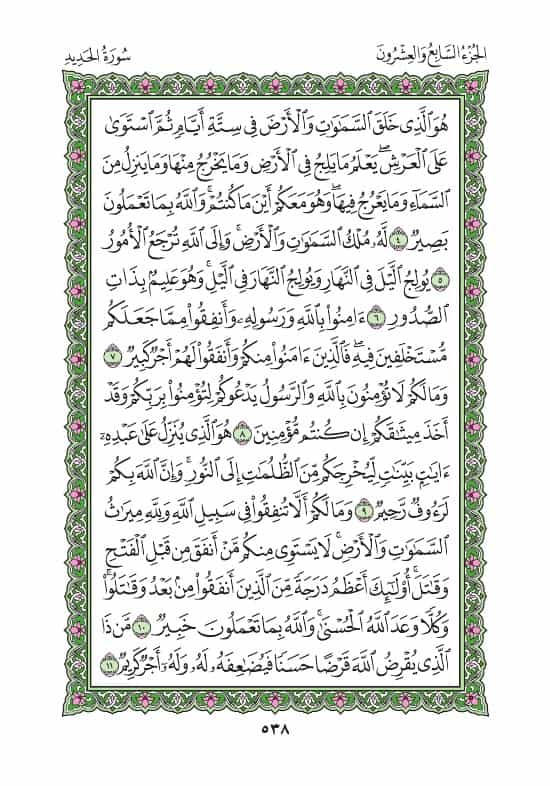 الجُزْءُ السَّابِعُ وَالعِشْرُونَ
سُورَةُ الحَدِيدِ
هُوَ ٱلَّذِى خَلَقَ ٱلسَّمَٰوَٰتِ وَٱلْأَرْضَ فِى سِتَّةِ أَيَّامٍ ثُمَّ ٱسْتَوَىٰ
عَلَى ٱلْعَرْشِ ۖ يَعْلَمُ مَا يَلِجُ فِى ٱلْأَرْضِ وَمَا يَخْرُجُ مِنْهَا وَمَا يَنزِلُ مِنَ
ٱلسَّمَآءِ وَمَا يَعْرُجُ فِيهَا ۖ وَهُوَ مَعَكُمْ أَيْنَ مَا كُنتُمْ ۚ وَٱللَّهُ بِمَا تَعْمَلُونَ
بَصِيرٌ ٤ لَّهُۥ مُلْكُ ٱلسَّمَٰوَٰتِ وَٱلْأَرْضِ ۚ وَإِلَى ٱللَّهِ تُرْجَعُ ٱلْأُمُورُ
٥ يُولِجُ ٱلَّيْلَ فِى ٱلنَّهَارِ وَيُولِجُ ٱلنَّهَارَ فِى ٱلَّيْلِ ۚ وَهُوَ عَلِيمٌۢ بِذَاتِ
ٱلصُّدُورِ ٦ ءَامِنُوا۟ بِٱللَّهِ وَرَسُولِهِۦ وَأَنفِقُوا۟ مِمَّا جَعَلَكُم
مُّسْتَخْلَفِينَ فِيهِ ۖ فَٱلَّذِينَ ءَامَنُوا۟ مِنكُمْ وَأَنفَقُوا۟ لَهُمْ أَجْرٌ كَبِيرٌ ٧
وَمَا لَكُمْ لَا تُؤْمِنُونَ بِٱللَّهِ ۙ وَٱلرَّسُولُ يَدْعُوكُمْ لِتُؤْمِنُوا۟ بِرَبِّكُمْ وَقَدْ
أَخَذَ مِيثَٰقَكُمْ إِن كُنتُم مُّؤْمِنِينَ ٨ هُوَ ٱلَّذِى يُنَزِّلُ عَلَىٰ عَبْدِهِۦٓ
ءَايَٰتٍۭ بَيِّنَٰتٍ لِّيُخْرِجَكُم مِّنَ ٱلظُّلُمَٰتِ إِلَى ٱلنُّورِ ۚ وَإِنَّ ٱللَّهَ بِكُمْ
لَرَءُوفٌ رَّحِيمٌ ٩ وَمَا لَكُمْ أَلَّا تُنفِقُوا۟ فِى سَبِيلِ ٱللَّهِ وَلِلَّهِ مِيرَٰثُ
ٱلسَّمَٰوَٰتِ وَٱلْأَرْضِ ۚ لَا يَسْتَوِى مِنكُم مَّنْ أَنفَقَ مِن قَبْلِ ٱلْفَتْحِ
وَقَٰتَلَ ۚ أُو۟لَٰٓئِكَ أَعْظَمُ دَرَجَةً مِّنَ ٱلَّذِينَ أَنفَقُوا۟ مِنۢ بَعْدُ وَقَٰتَلُوا۟ ۚ
وَكُلًّا وَعَدَ ٱللَّهُ ٱلْحُسْنَىٰ ۚ وَٱللَّهُ بِمَا تَعْمَلُونَ خَبِيرٌ ١٠ مَّن ذَا
ٱلَّذِى يُقْرِضُ ٱللَّهَ قَرْضًا حَسَنًا فَيُضَٰعِفَهُۥ لَهُۥ وَلَهُۥٓ أَجْرٌ كَرِيمٌ ١١
٥٣٨